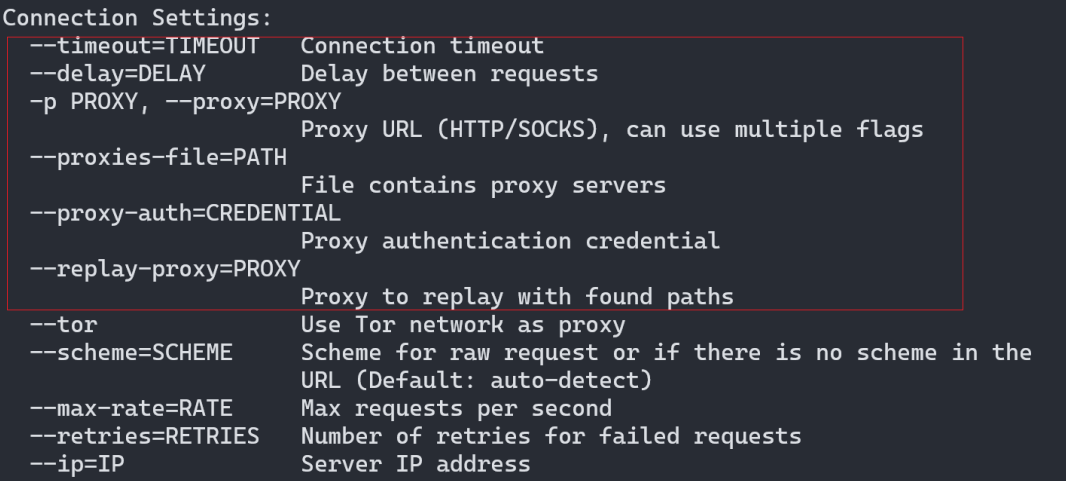 Connection Settings:
--timeout=TIMEOUT   Connection timeout
--delay=DELAY       Delay between requests
-p PROXY, --proxy=PROXY
Proxy URL (HTTP/SOCKS), can use multiple flags
--proxies-file=PATH
File contains proxy servers
--proxy-auth=CREDENTIAL
Proxy authentication credential
--replay-proxy=PROXY
Proxy to replay with found paths
--tor               Use Tor network as proxy
--scheme=SCHEME     Scheme for raw request or if there is no scheme in the
URL (Default: auto-detect)
--max-rate=RATE     Max requests per second
--retries=RETRIES   Number of retries for failed requests
--ip=IP             Server IP address